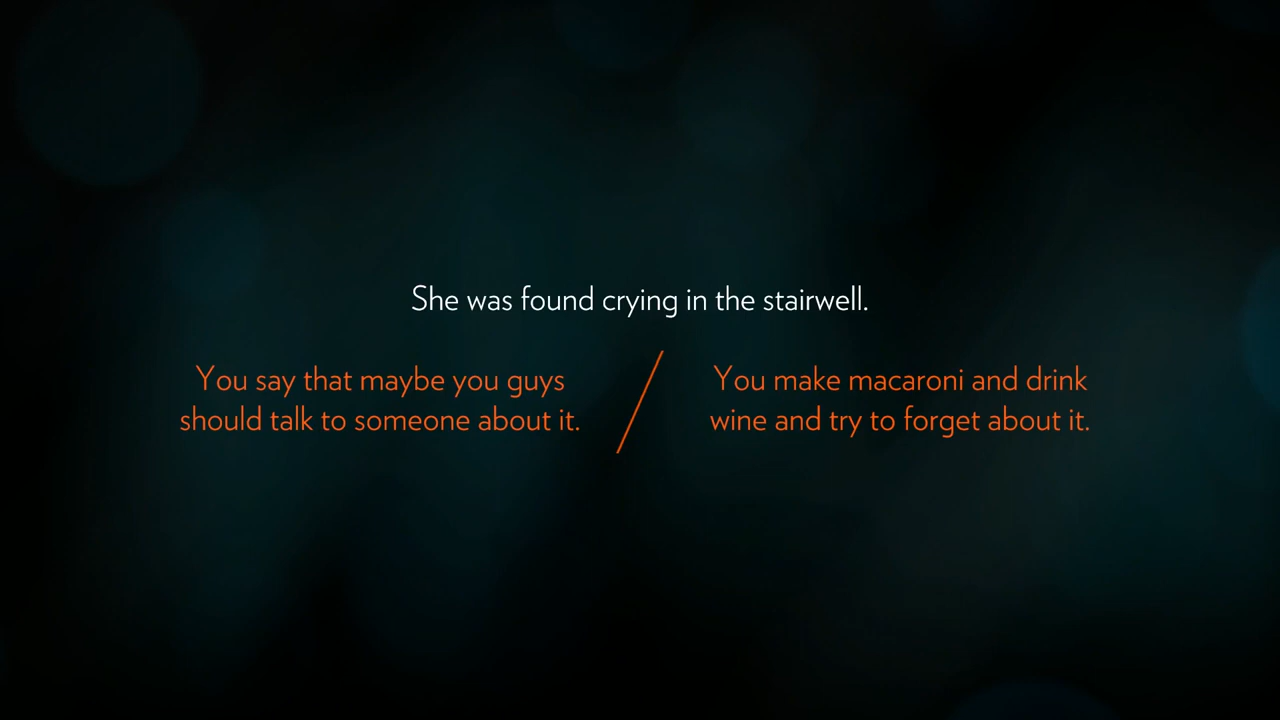 She was found crying in the stairwell.
You say that maybe you guys
should talk to someone about it.
You make macaroni and drink
wine and try to forget about it.